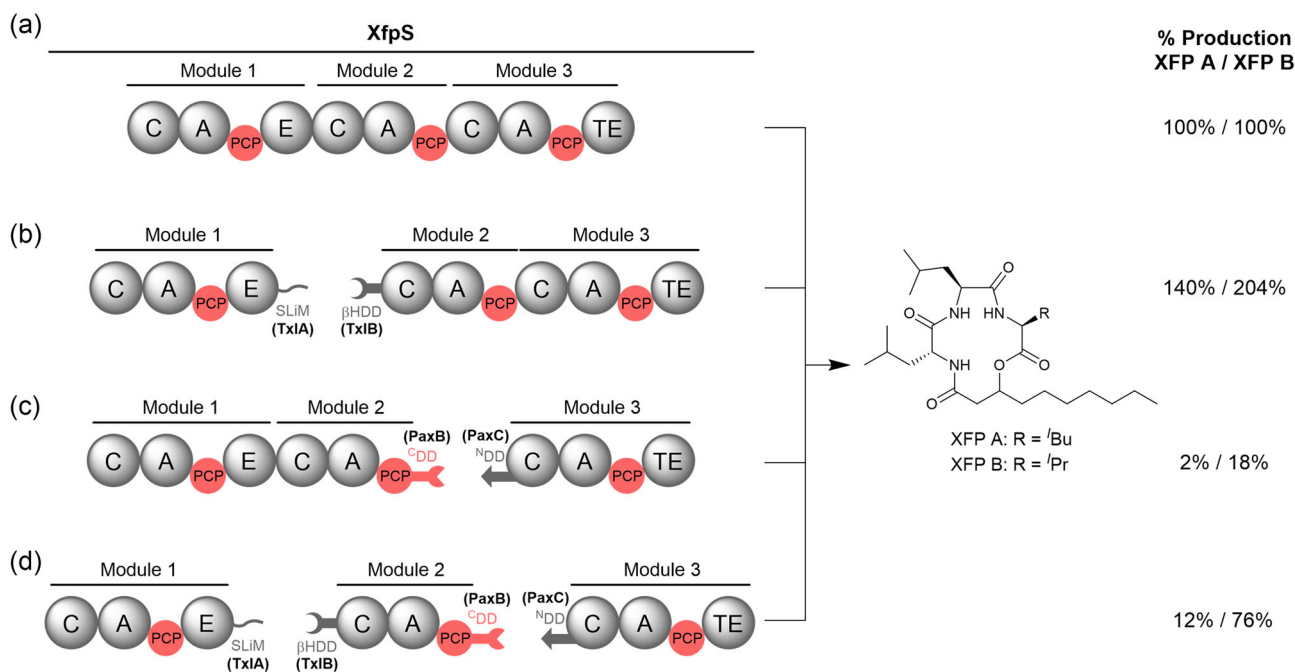 (a)
XfpS
% Production
XFP A / XFP B
Module 1 Module 2 Module 3
C A PCP E C A PCP C A PCP TE
100% / 100%
(b)
Module 1 Module 2 Module 3
C A PCP E C A PCP C A PCP TE
SLiM
(TxlA)
βHDD
(TxlB)
140% / 204%
O
R
NH HN
O
O
O
NH
O
XFP A: R = iBu
XFP B: R = iPr
(c)
Module 1 Module 2 Module 3
(PaxB) (PaxC)
CDD NDD
C A PCP E C A PCP C A PCP TE
2% / 18%
(d)
Module 1 Module 2 Module 3
(PaxB) (PaxC)
CDD NDD
C A PCP E C A PCP C A PCP TE
SLiM
(TxlA)
βHDD
(TxlB)
12% / 76%